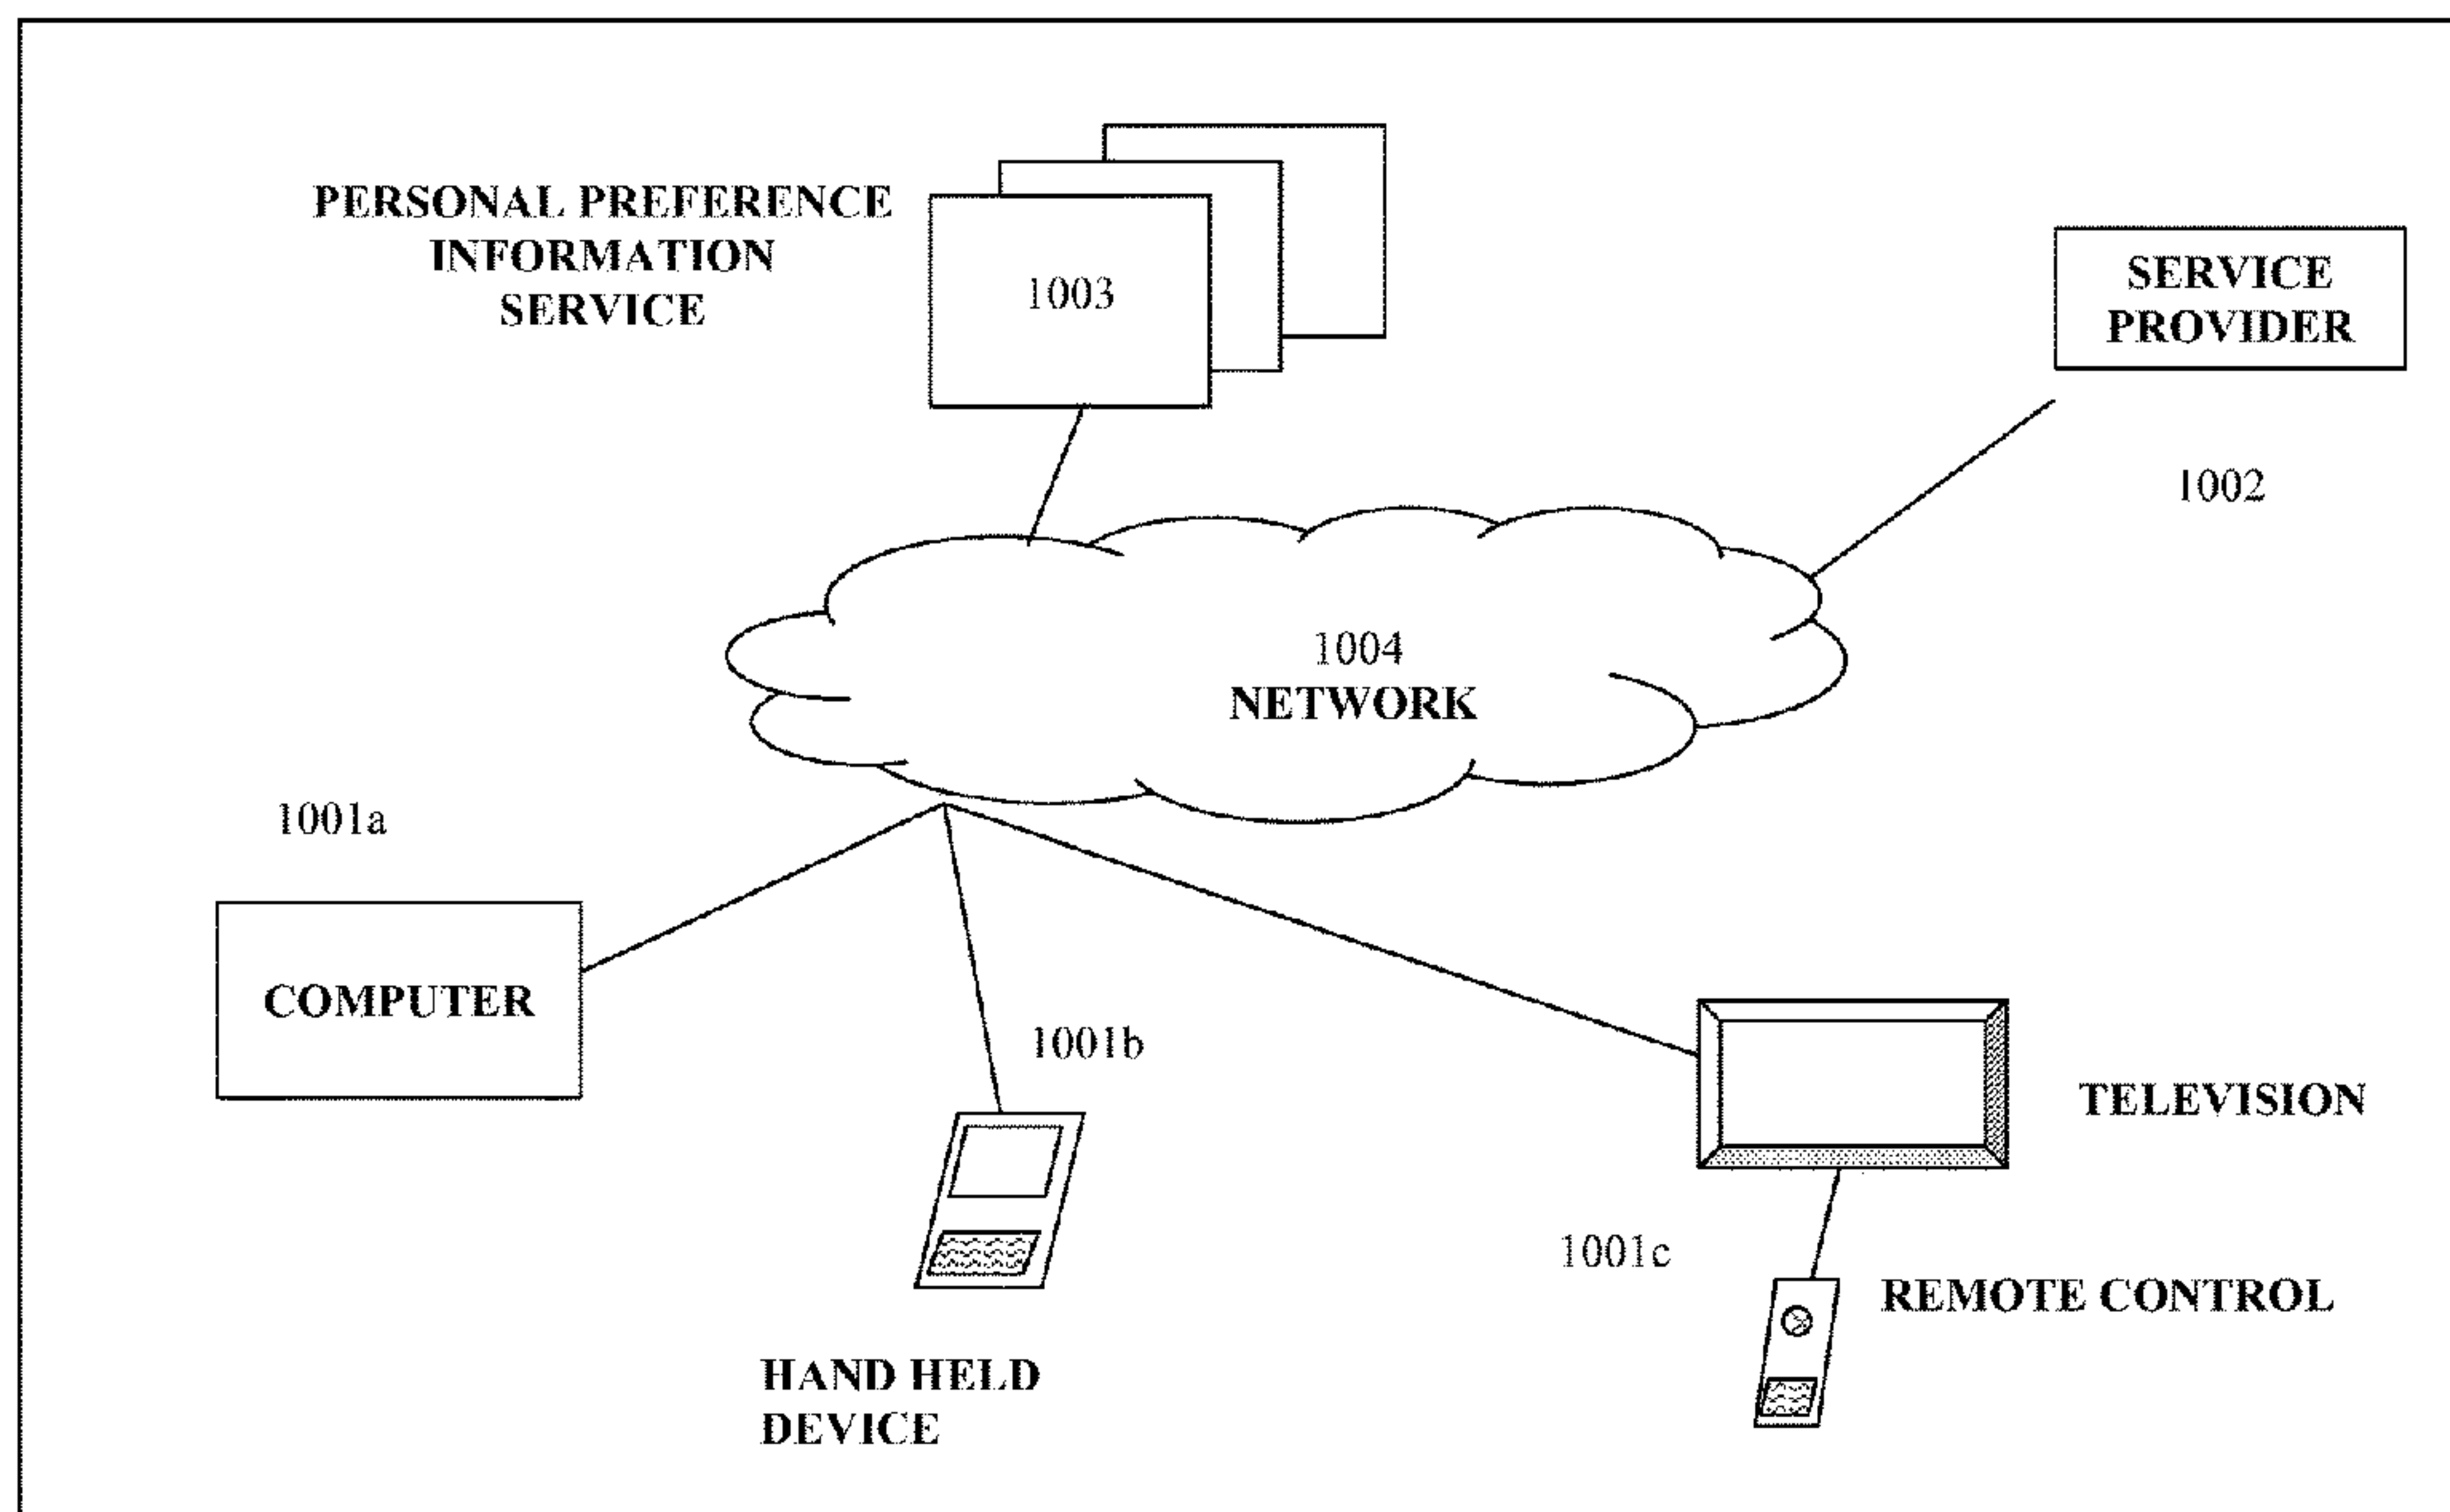 PERSONAL PREFERENCE
INFORMATION
SERVICE
1003
SERVICE
PROVIDER
1002
1004
NETWORK
1001a
COMPUTER
1001b
TELEVISION
1001c
REMOTE CONTROL
HAND HELD
DEVICE